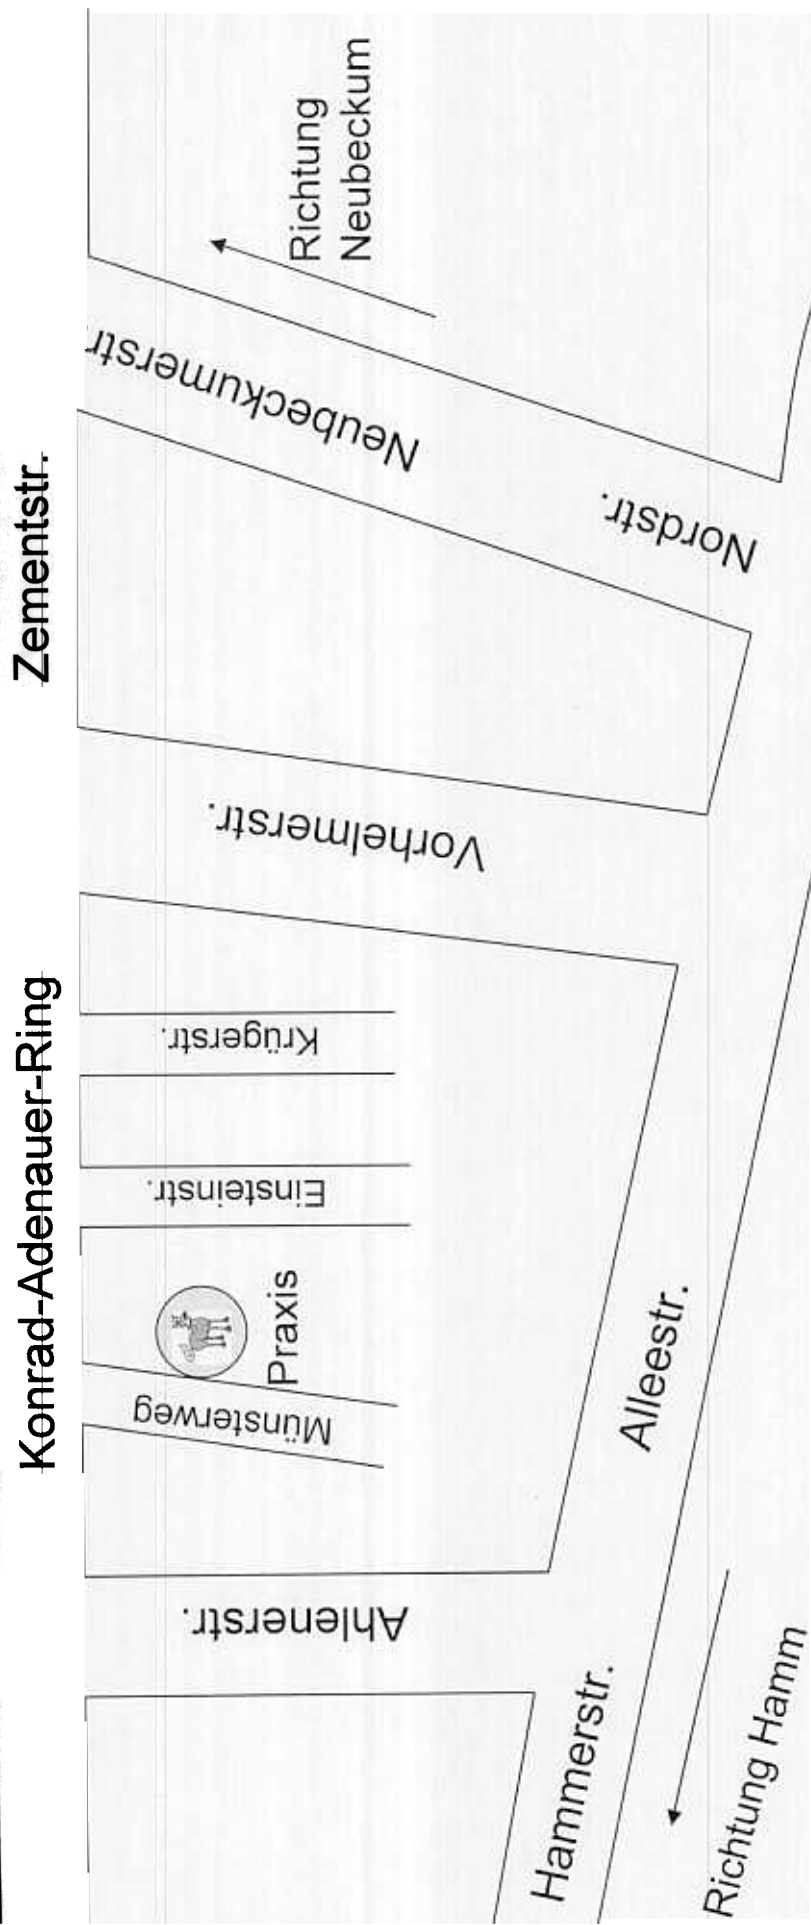 Konrad-Adenauer-Ring
Zementstr.
Richtung
Neubeckum
Neubeckumerstr.
Nordstr.
Vorhelmerstr.
Krügerstr.
Einsteinstr.
Praxis
Münsterweg
Ahlenerstr.
Alleestr.
Hammerstr.
Richtung Hamm